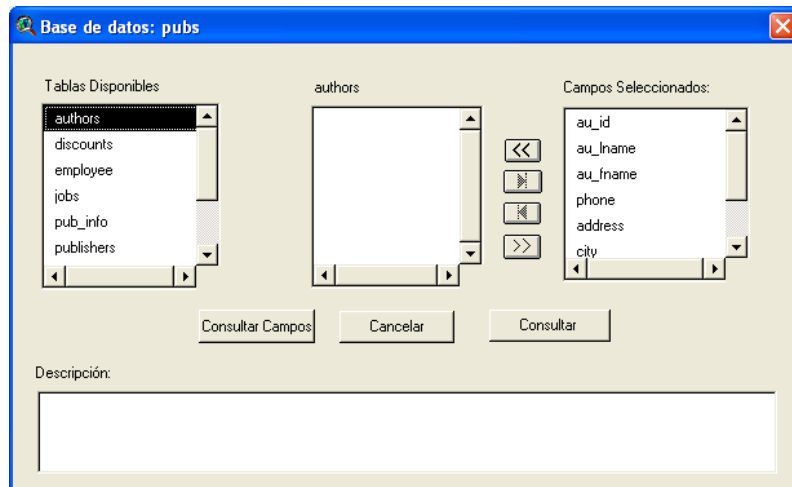 Base de datos: pubs
Tablas Disponibles
authors
Campos Seleccionados:
authors
discounts
employee
jobs
pub_info
publishers
<<
>>
au_id
au_lname
au_fname
phone
address
city
Consultar Campos
Cancelar
Consultar
Descripción: